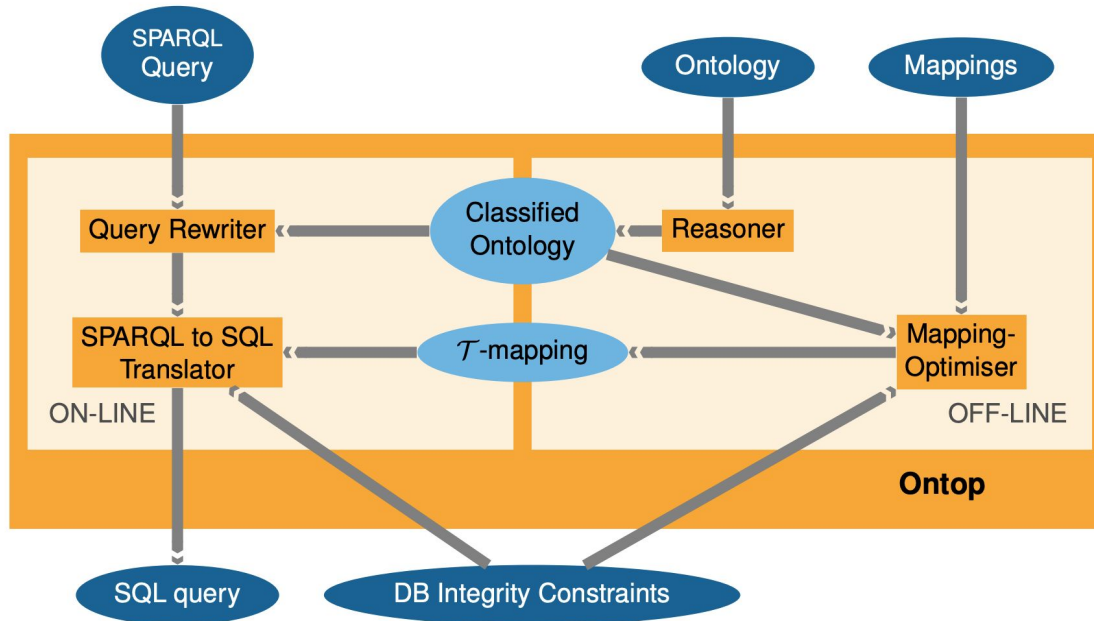 SPARQL
Query
Ontology
Mappings
Query Rewriter
Classified
Ontology
Reasoner
SPARQL to SQL
Translator
𝒯-mapping
Mapping-
Optimiser
ON-LINE
OFF-LINE
Ontop
SQL query
DB Integrity Constraints